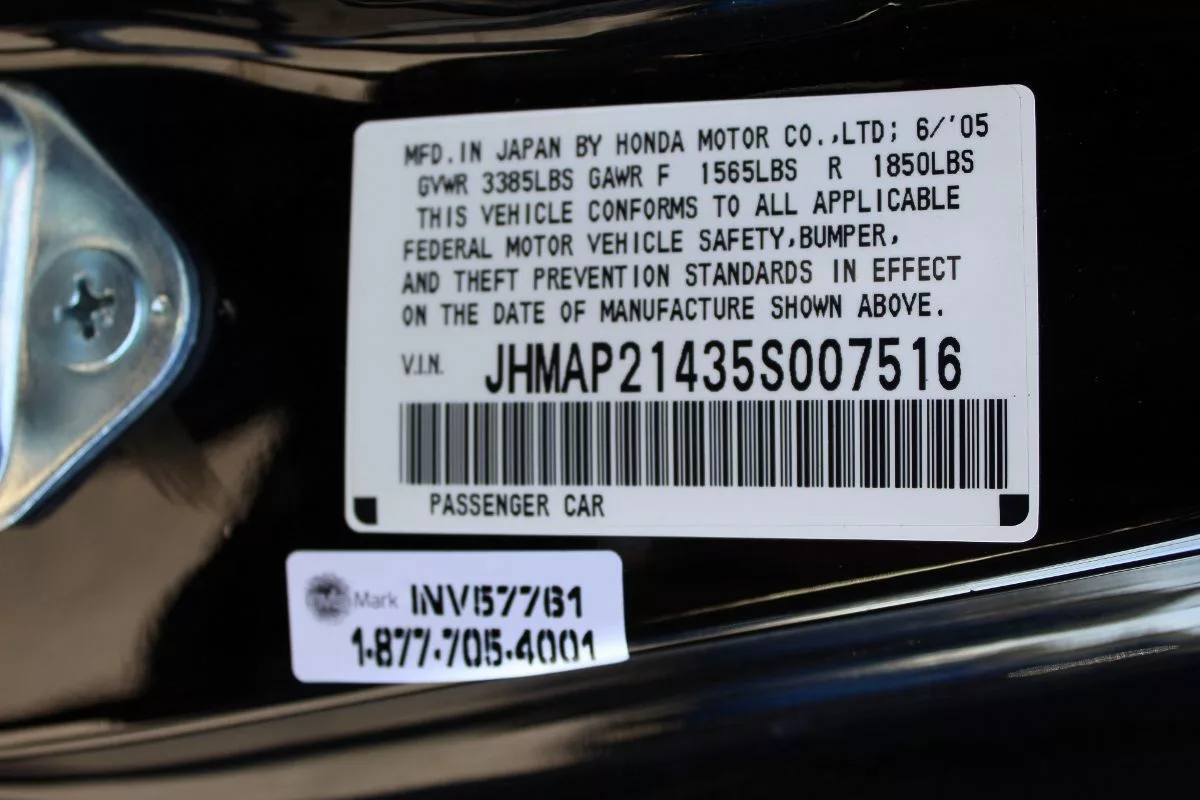 MFD. IN JAPAN BY HONDA MOTOR CO.,LTD; 6/'05
GVWR 3385LBS GAWR F 1565LBS R 1850LBS
THIS VEHICLE CONFORMS TO ALL APPLICABLE
FEDERAL MOTOR VEHICLE SAFETY,BUMPER,
AND THEFT PREVENTION STANDARDS IN EFFECT
ON THE DATE OF MANUFACTURE SHOWN ABOVE.
V.I.N. JHMAP21435S007516
PASSENGER CAR
Mark INV57761
1-877-705-4001